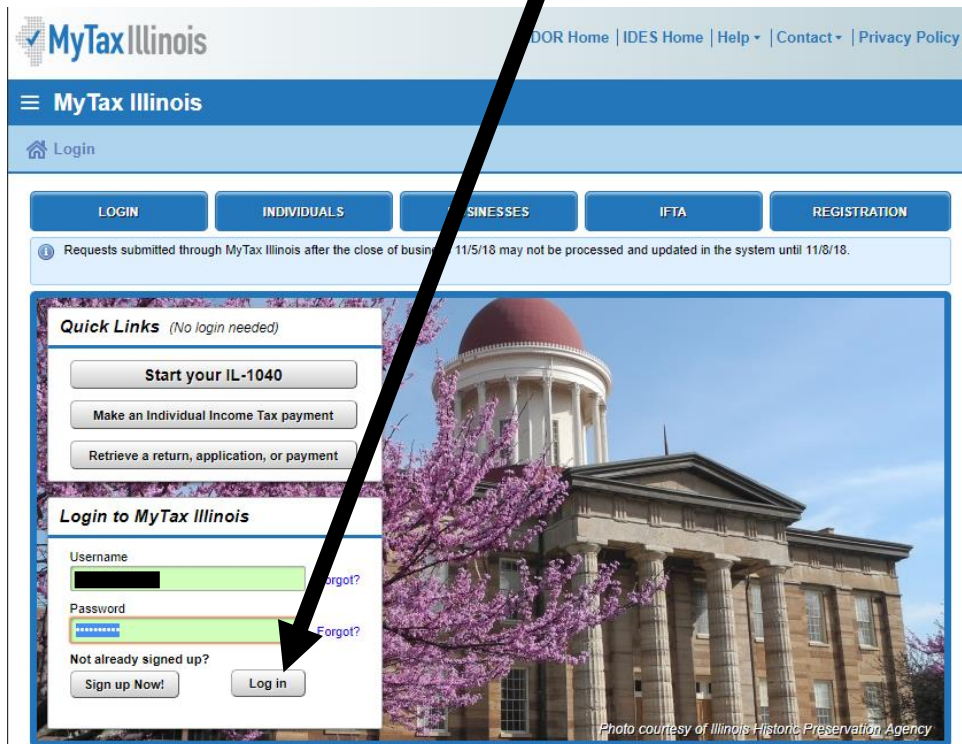 MyTax Illinois
DOR Home | IDES Home | Help | Contact | Privacy Policy
MyTax Illinois
Login
LOGIN INDIVIDUALS IFTA REGISTRATION
Requests submitted through MyTax Illinois after the close of 11/5/18 may not be processed and updated in the system until 11/8/18.
Quick Links (No login needed)
Start your IL-1040
Make an Individual Income Tax payment
Retrieve a return, application, or payment
Login to MyTax Illinois
Username
Password
Forgot?
Not already signed up?
Sign up Now! Log in
Photo courtesy of Illinois Historic Preservation Agency